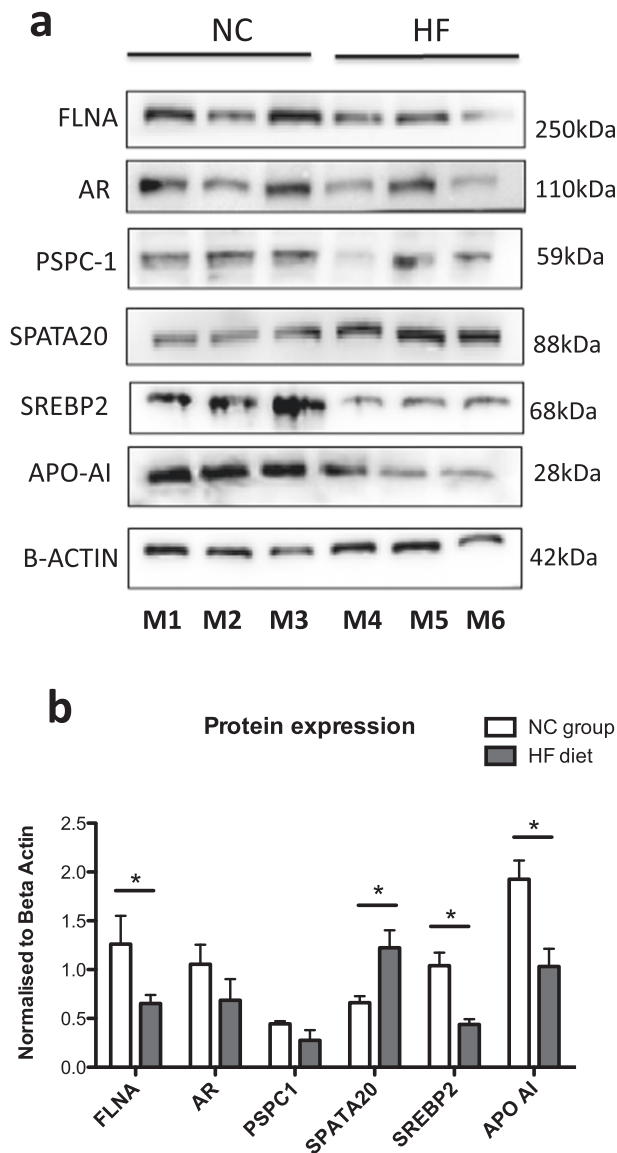 a
NC HF
FLNA 250kDa
AR 110kDa
PSPC-1 59kDa
SPATA20 88kDa
SREBP2 68kDa
APO-AI 28kDa
B-ACTIN 42kDa
M1 M2 M3 M4 M5 M6
b
Protein expression
NC group
HF diet
Normalised to Beta Actin
2.5
2.0
1.5
1.0
0.5
0.0
* * * *
FLNA AR PSPC1 SPATA20 SREBP2 APO AI